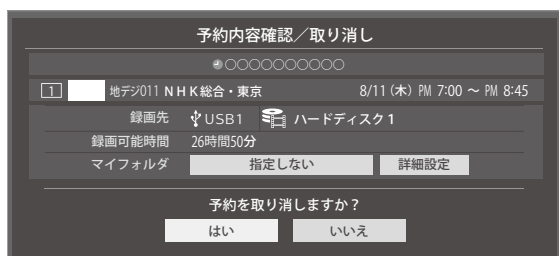 予約内容確認／取り消し
○○○○○○○○○○
1 地デジ011 ＮＨＫ総合・東京 8/11 (木) PM 7:00 ～ PM 8:45
録画先 USB1 ハードディスク1
録画可能時間 26時間50分
マイフォルダ 指定しない 詳細設定
予約を取り消しますか？
はい いいえ